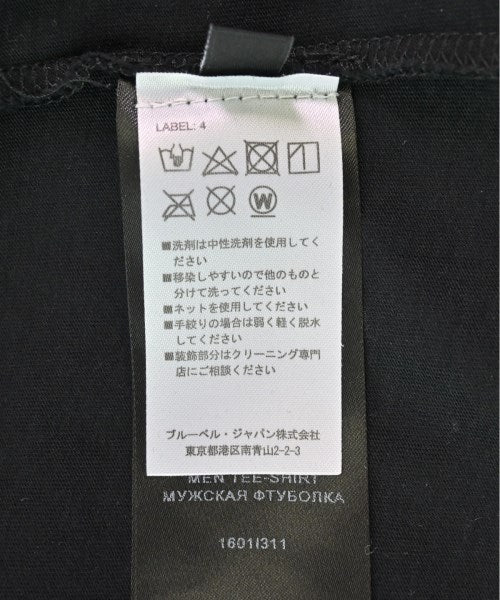 LABEL: 4
W
■洗剤は中性洗剤を使用してく
ださい
■移染しやすいので他のものと
分けて洗ってください
■ネットを使用してください
■手絞りの場合は弱く軽く脱水
してください
■装飾部分はクリーニング専門
店にご相談ください
ブルーベル・ジャパン株式会社
東京都港区南青山2-2-3
MEN TEE-SHIRT
МУЖСКАЯ ФТУБОЛКА
1601I311